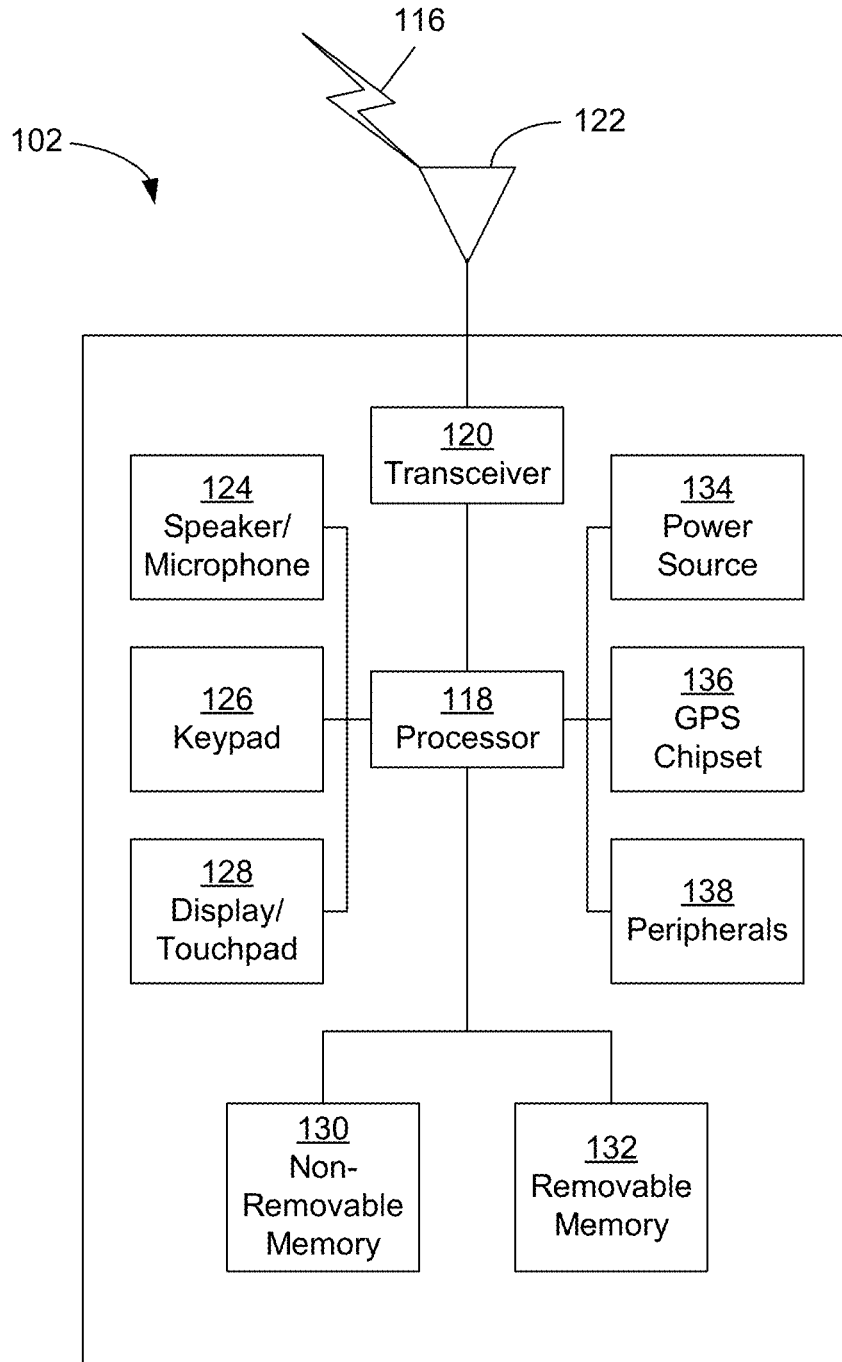 116
122
102
120
Transceiver
124
Speaker/
Microphone
134
Power
Source
126
Keypad
118
Processor
136
GPS
Chipset
128
Display/
Touchpad
138
Peripherals
130
Non-
Removable
Memory
132
Removable
Memory